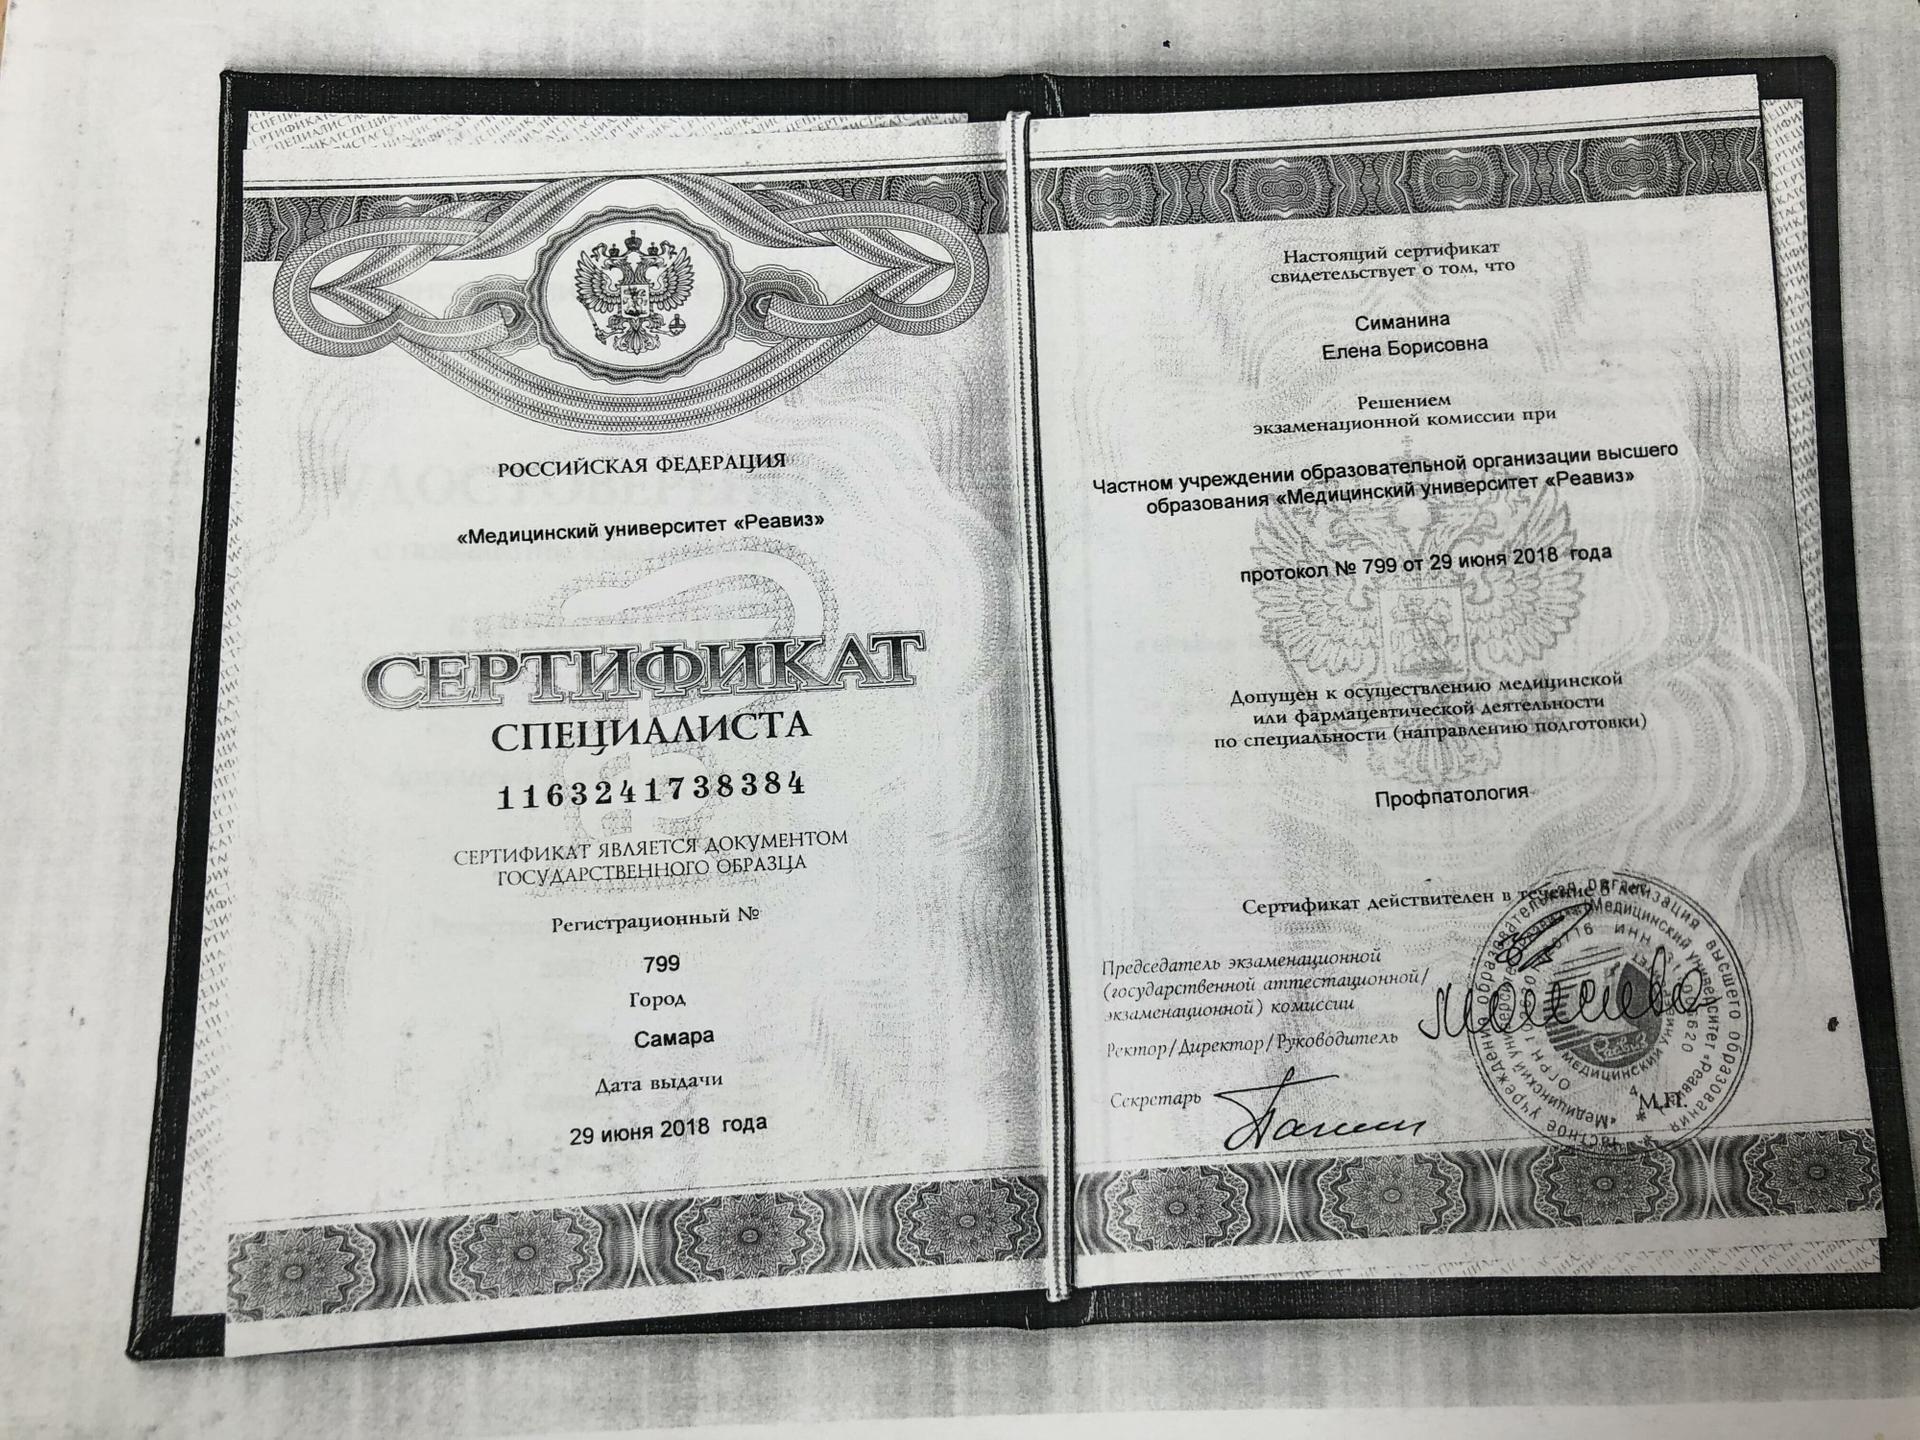 РОССИЙСКАЯ ФЕДЕРАЦИЯ
«Медицинский университет «Реавиз»
СЕРТИФИКАТ
СПЕЦИАЛИСТА
1163241738384
СЕРТИФИКАТ ЯВЛЯЕТСЯ ДОКУМЕНТОМ
ГОСУДАРСТВЕННОГО ОБРАЗЦА
Регистрационный №
799
Город
Самара
Дата выдачи
29 июня 2018 года
Настоящий сертификат
свидетельствует о том, что
Симанина
Елена Борисовна
Решением
экзаменационной комиссии при
Частном учреждении образовательной организации высшего
образования «Медицинский университет «Реавиз»
протокол № 799 от 29 июня 2018 года
Допущен к осуществлению медицинской
или фармацевтической деятельности
по специальности (направлению подготовки)
Профпатология
Сертификат действителен в течение 5 лет
Председатель экзаменационной
(государственной аттестационной/
экзаменационной) комиссии
Ректор/Директор/Руководитель
Секретарь
М.П.